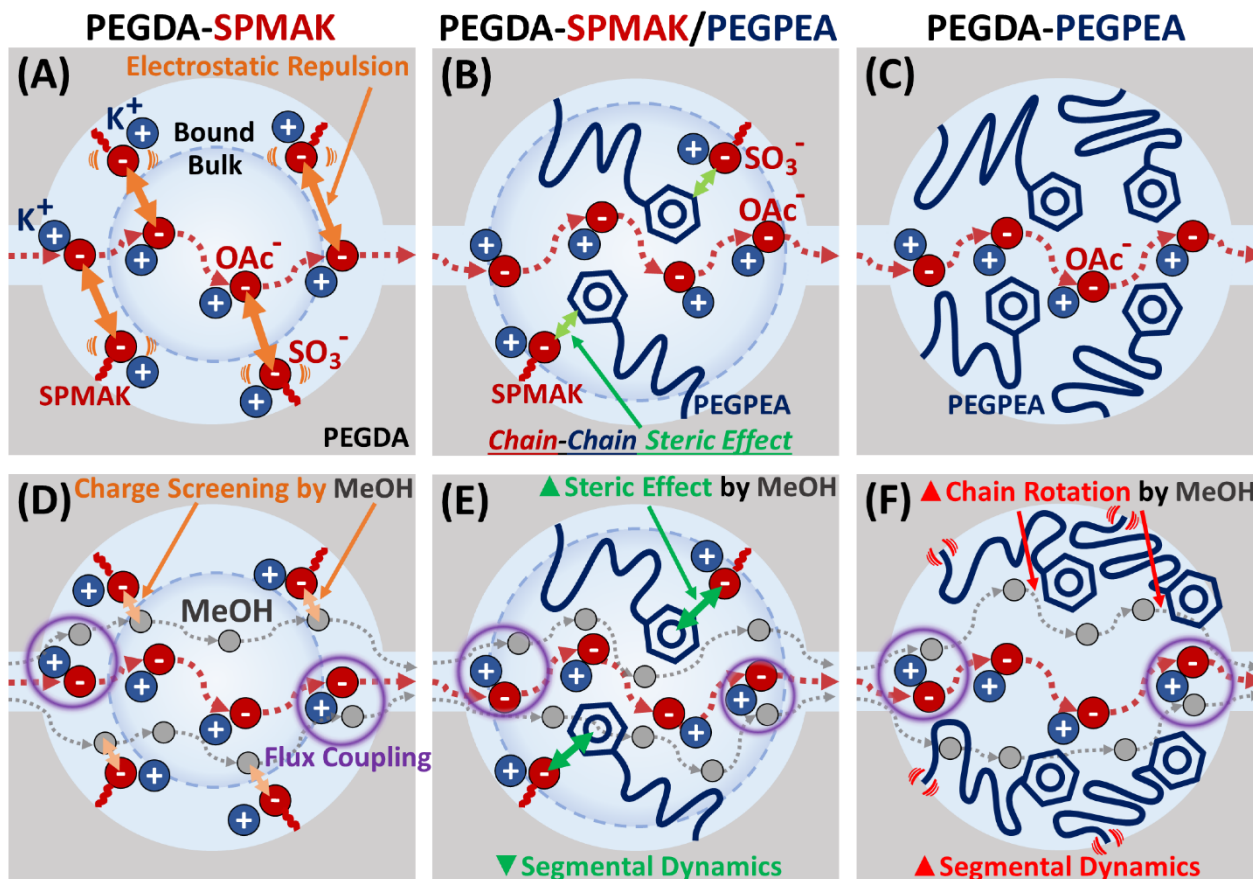 PEGDA-SPMAK
PEGDA-SPMAK/PEGPEA
PEGDA-PEGPEA
(A)
Electrostatic Repulsion
K⁺
Bound
Bulk
K⁺
OAc⁻
SO₃⁻
SPMAK
PEGDA
+
+
+
+
+
+
+
+
-
-
-
-
-
-
-
-
(B)
SO₃⁻
OAc⁻
SPMAK
PEGPEA
Chain-Chain Steric Effect
+
+
+
+
+
+
-
-
-
-
-
-
(C)
OAc⁻
PEGPEA
+
+
+
+
-
-
-
-
(D)
Charge Screening by MeOH
MeOH
Flux Coupling
+
+
+
+
+
+
+
+
-
-
-
-
-
-
-
-
(E)
▲ Steric Effect by MeOH
▼ Segmental Dynamics
+
+
+
+
+
+
-
-
-
-
-
-
(F)
▲ Chain Rotation by MeOH
▲ Segmental Dynamics
+
+
+
+
-
-
-
-